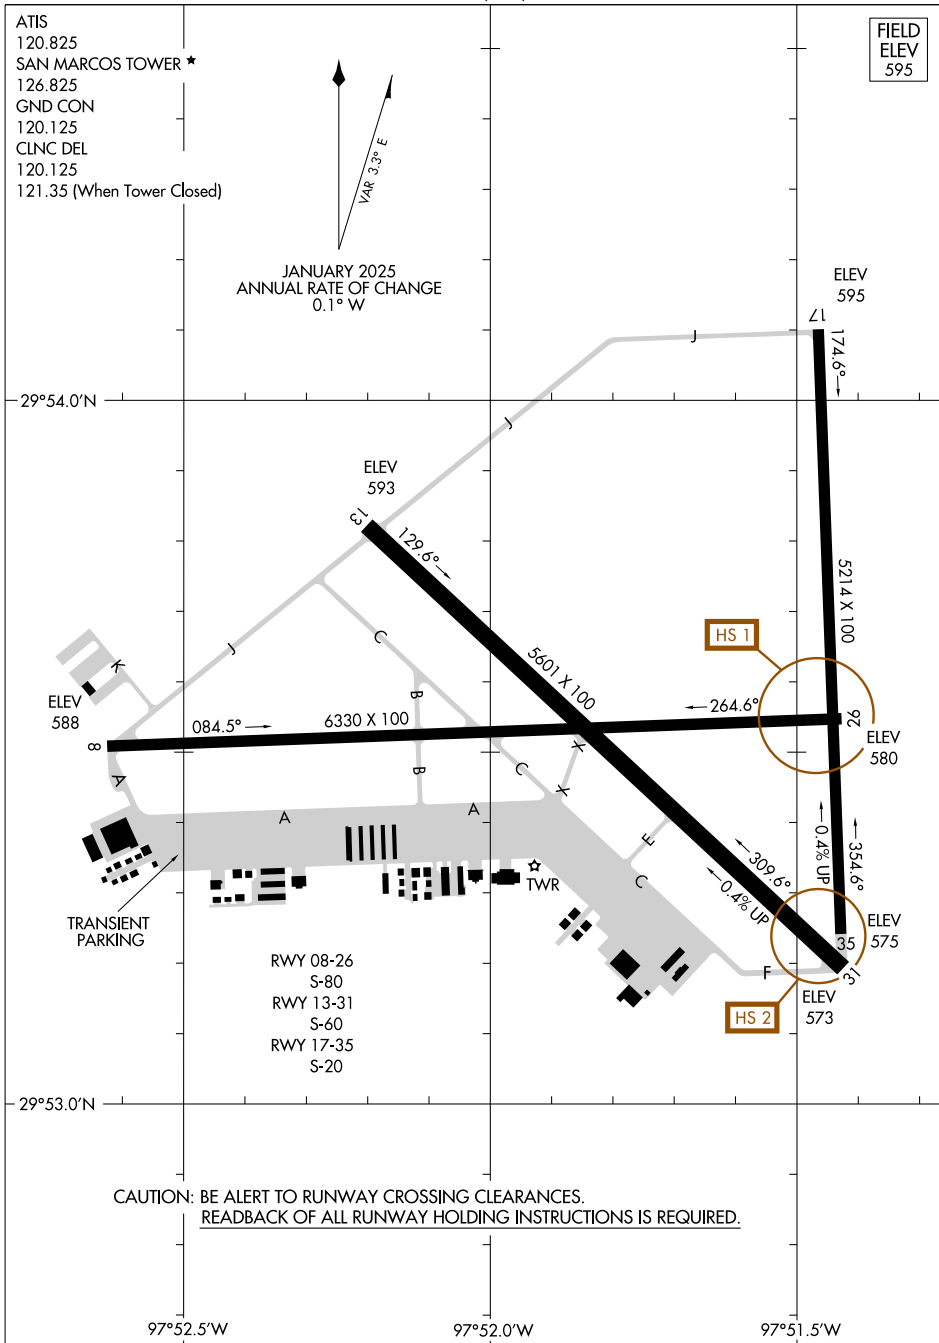 ATIS
120.825
SAN MARCOS TOWER ★
126.825
GND CON
120.125
CLNC DEL
120.125
121.35 (When Tower Closed)
FIELD
ELEV
595
VAR 3.3° E
JANUARY 2025
ANNUAL RATE OF CHANGE
0.1° W
ELEV
595
17
174.6°
J
29°54.0'N
J
ELEV
593
13
129.6°
5214 X 100
HS 1
C
J
K
5601 X 100
B
ELEV
588
084.5°
6330 X 100
264.6°
26
8
ELEV
580
X
A
B
C
X
A
A
E
0.4% UP
354.6°
309.6°
C
0.4% UP
TWR
TRANSIENT
PARKING
ELEV
575
35
F
31
RWY 08-26
S-80
RWY 13-31
S-60
RWY 17-35
S-20
HS 2
ELEV
573
29°53.0'N
CAUTION: BE ALERT TO RUNWAY CROSSING CLEARANCES.
READBACK OF ALL RUNWAY HOLDING INSTRUCTIONS IS REQUIRED.
97°52.5'W
97°52.0'W
97°51.5'W